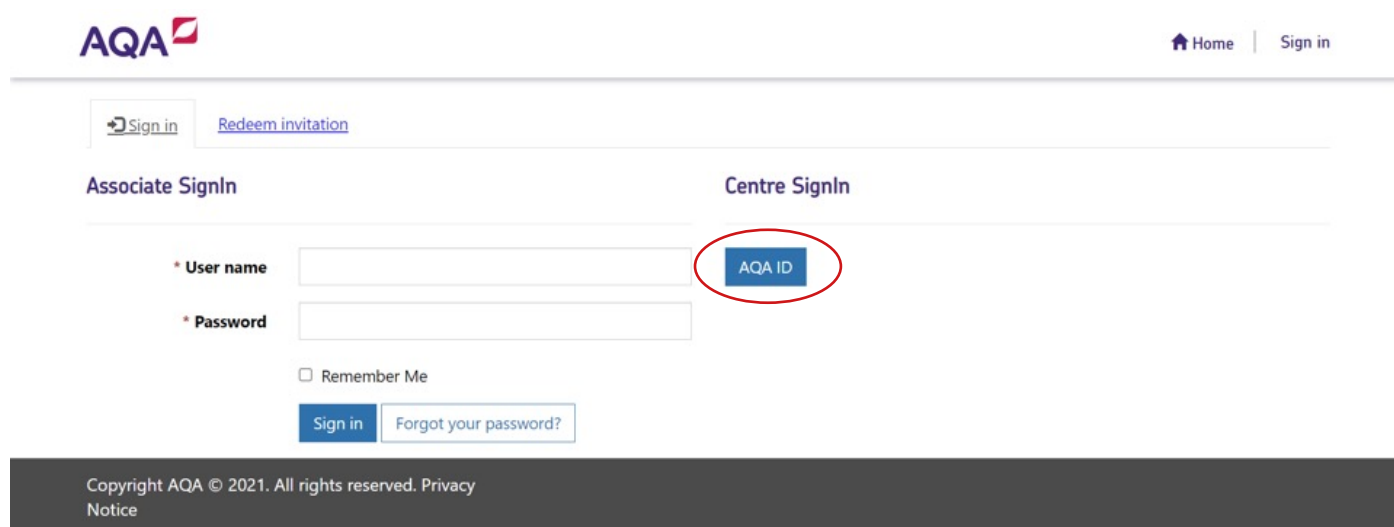 AQA
Home | Sign in
Sign in Redeem invitation
Associate SignIn
Centre SignIn
* User name
AQA ID
* Password
Remember Me
Sign in Forgot your password?
Copyright AQA © 2021. All rights reserved. Privacy
Notice